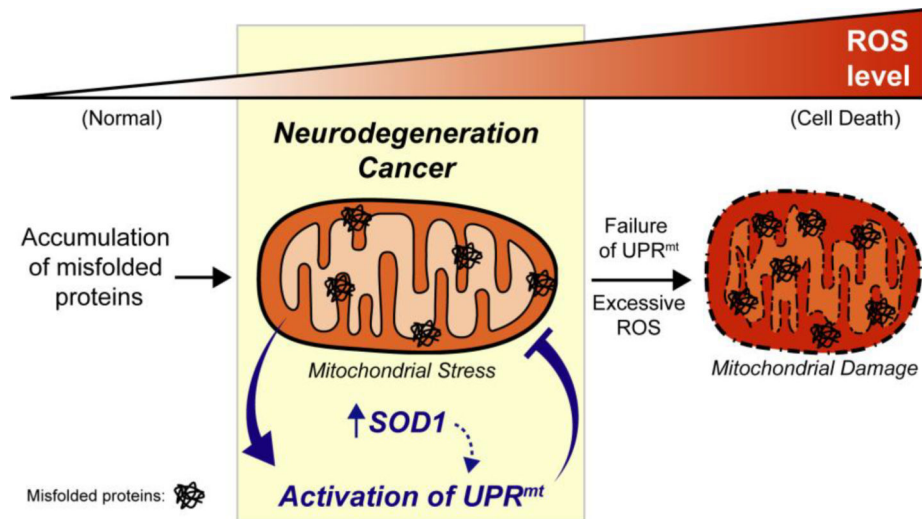 ROS
level
(Normal)
(Cell Death)
Neurodegeneration
Cancer
Accumulation
of misfolded
proteins
Failure
of UPRᵐᵗ
Excessive
ROS
Mitochondrial Stress
Mitochondrial Damage
SOD1
Activation of UPRᵐᵗ
Misfolded proteins: